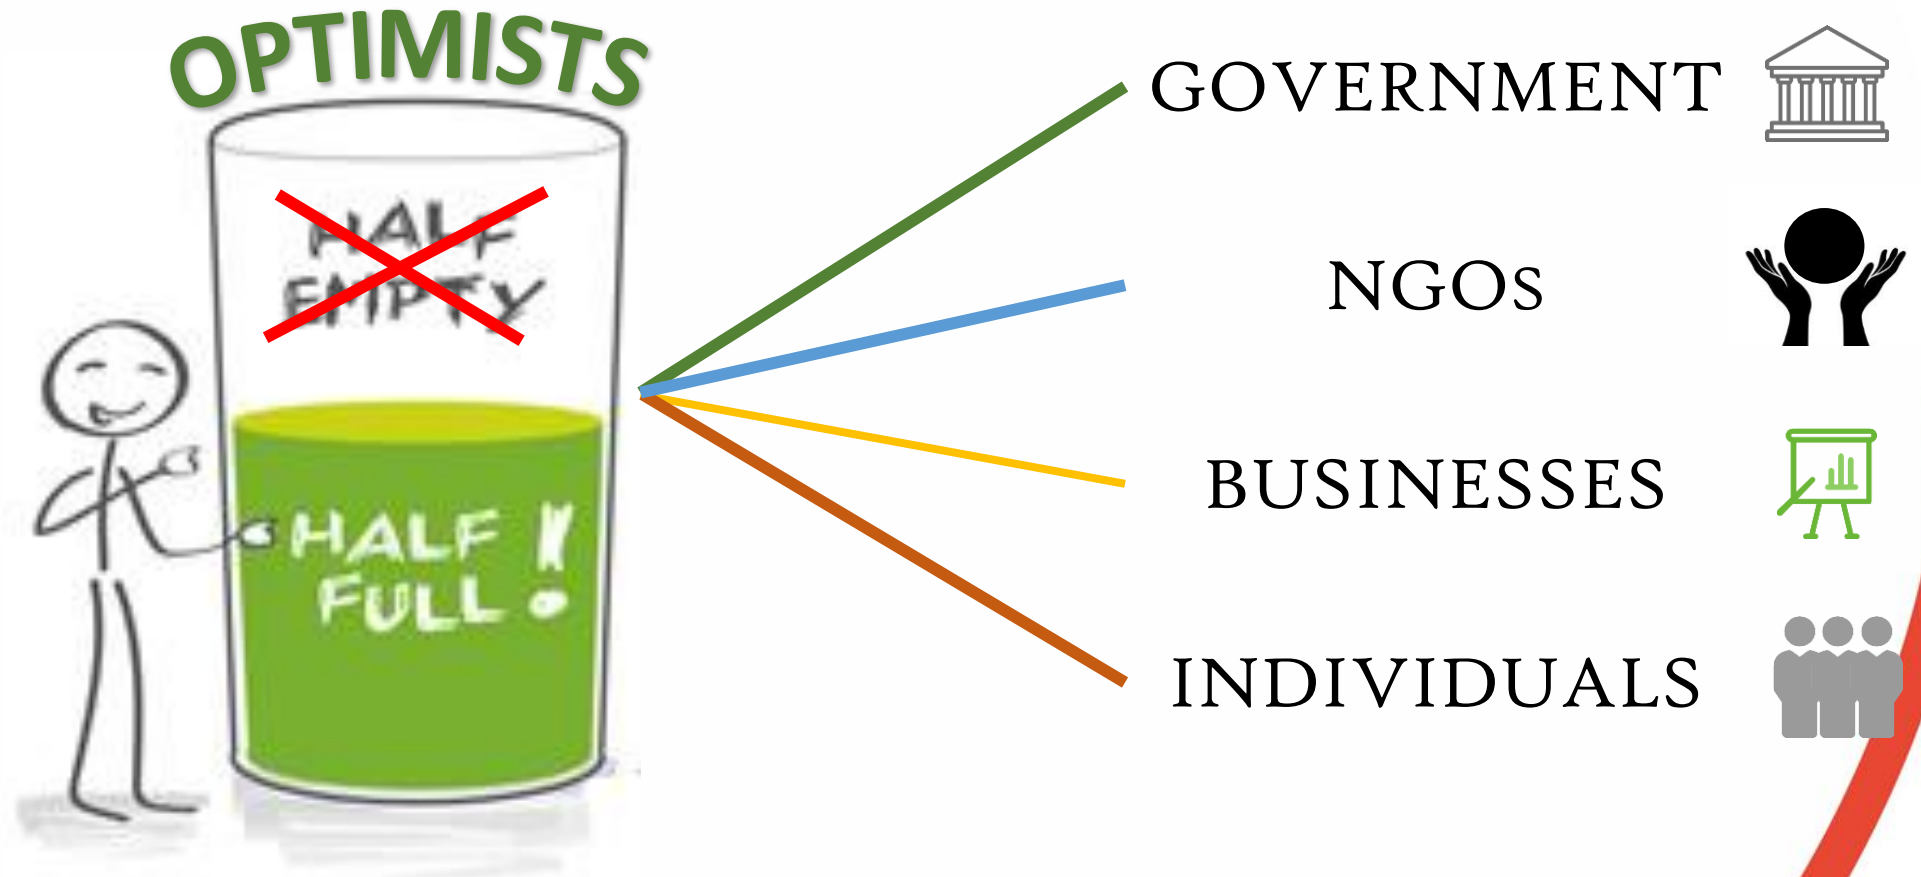 OPTIMISTS
HALF
EMPTY
HALF !
FULL
GOVERNMENT
NGOs
BUSINESSES
INDIVIDUALS